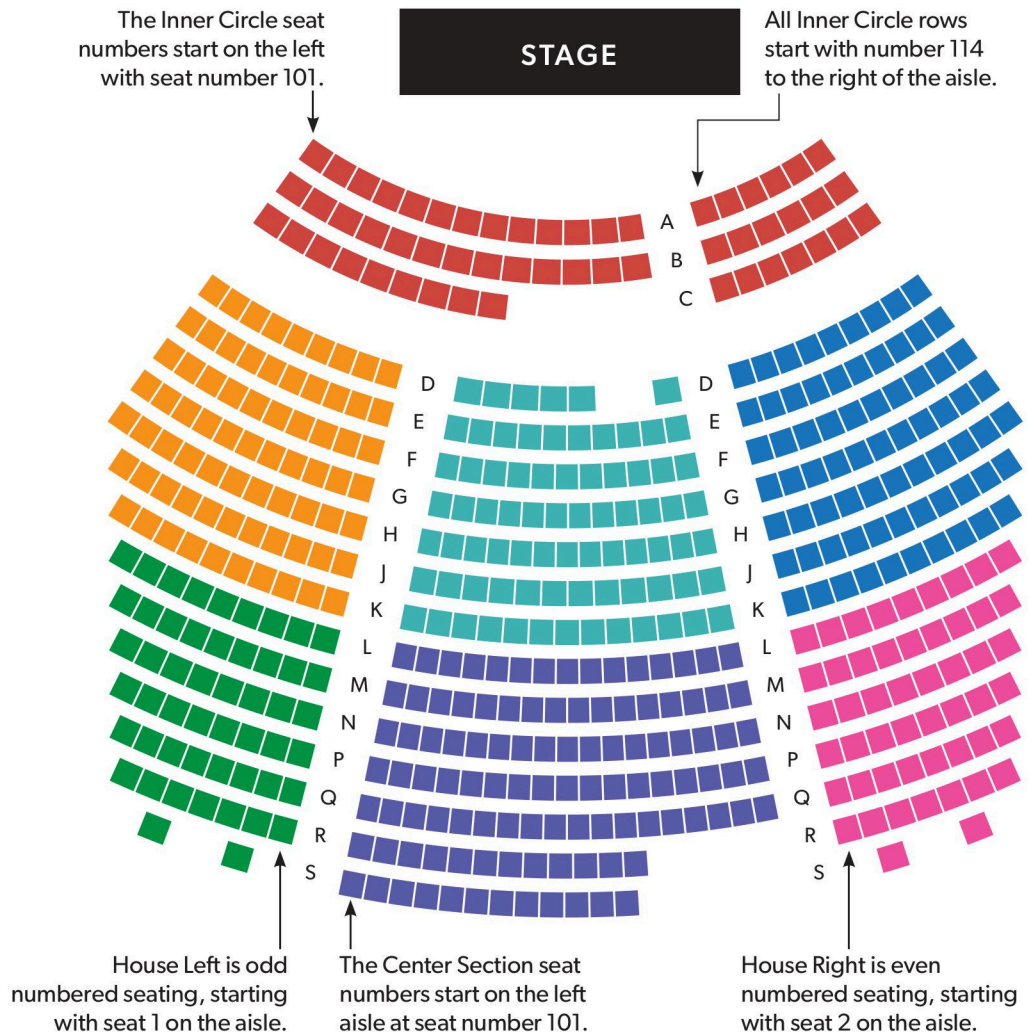 The Inner Circle seat
numbers start on the left
with seat number 101.
STAGE
All Inner Circle rows
start with number 114
to the right of the aisle.
A
B
C
D
D
E
E
F
F
G
G
H
H
J
J
K
K
L
L
M
M
N
N
P
P
Q
Q
R
R
S
S
House Left is odd
numbered seating, starting
with seat 1 on the aisle.
The Center Section seat
numbers start on the left
aisle at seat number 101.
House Right is even
numbered seating, starting
with seat 2 on the aisle.